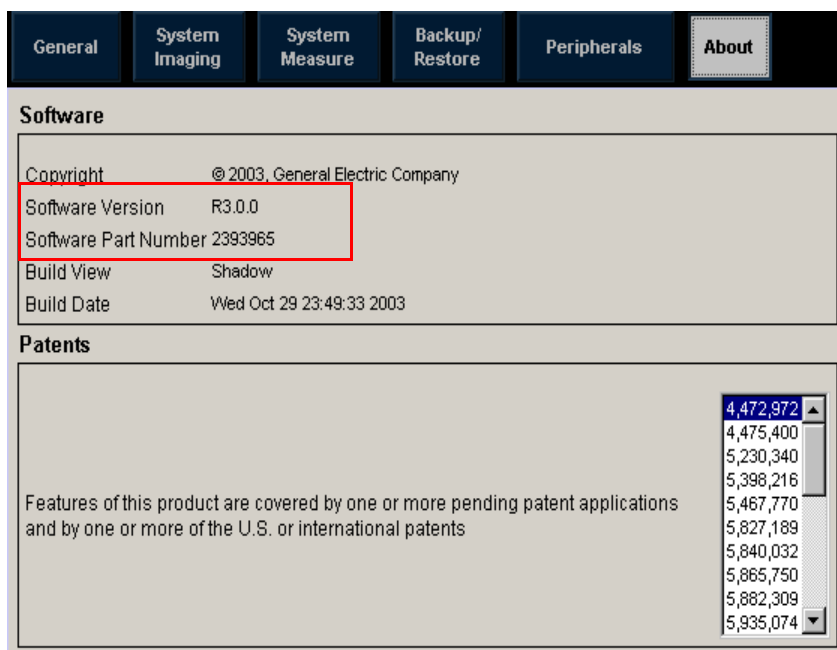 General System Imaging System Measure Backup/ Restore Peripherals About
Software
Copyright © 2003, General Electric Company
Software Version R3.0.0
Software Part Number 2393965
Build View Shadow
Build Date Wed Oct 29 23:49:33 2003
Patents
Features of this product are covered by one or more pending patent applications
and by one or more of the U.S. or international patents
4,472,972
4,475,400
5,230,340
5,398,216
5,467,770
5,827,189
5,840,032
5,865,750
5,882,309
5,935,074